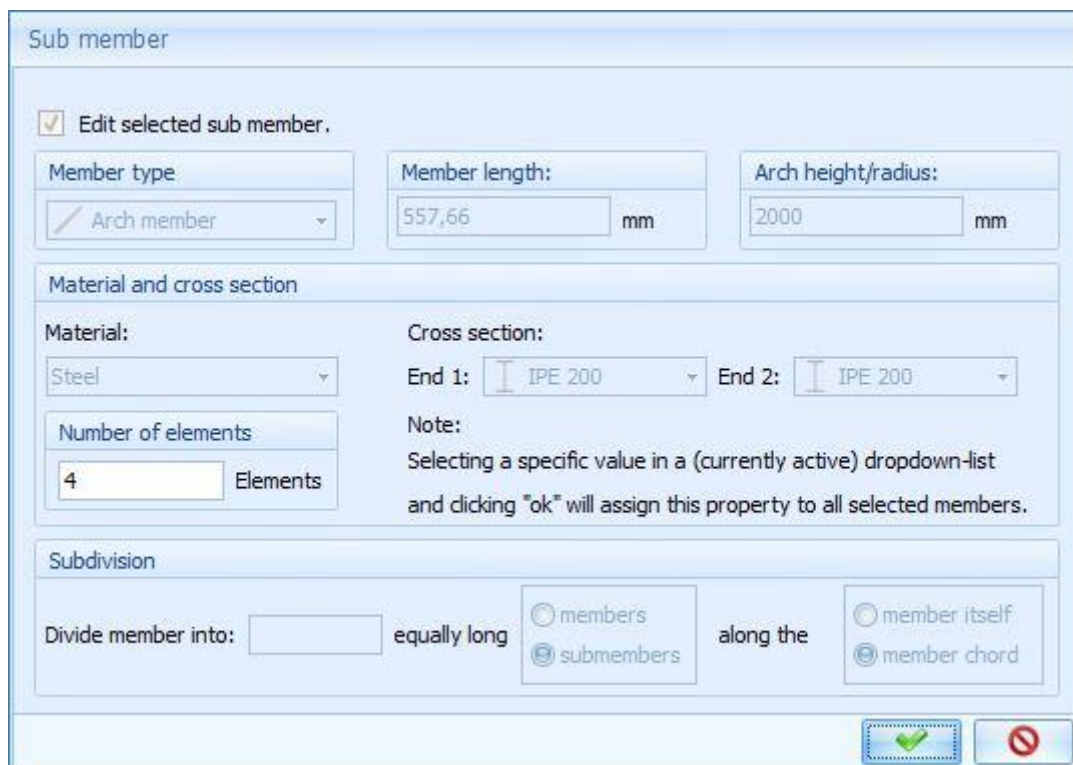 Sub member
Edit selected sub member.
Member type
Member length:
Arch height/radius:
Arch member
557,66 mm
2000 mm
Material and cross section
Material:
Cross section:
Steel
End 1: IPE 200 End 2: IPE 200
Number of elements
Note:
4 Elements
Selecting a specific value in a (currently active) dropdown-list
and clicking "ok" will assign this property to all selected members.
Subdivision
Divide member into: equally long
members
submembers
along the
member itself
member chord